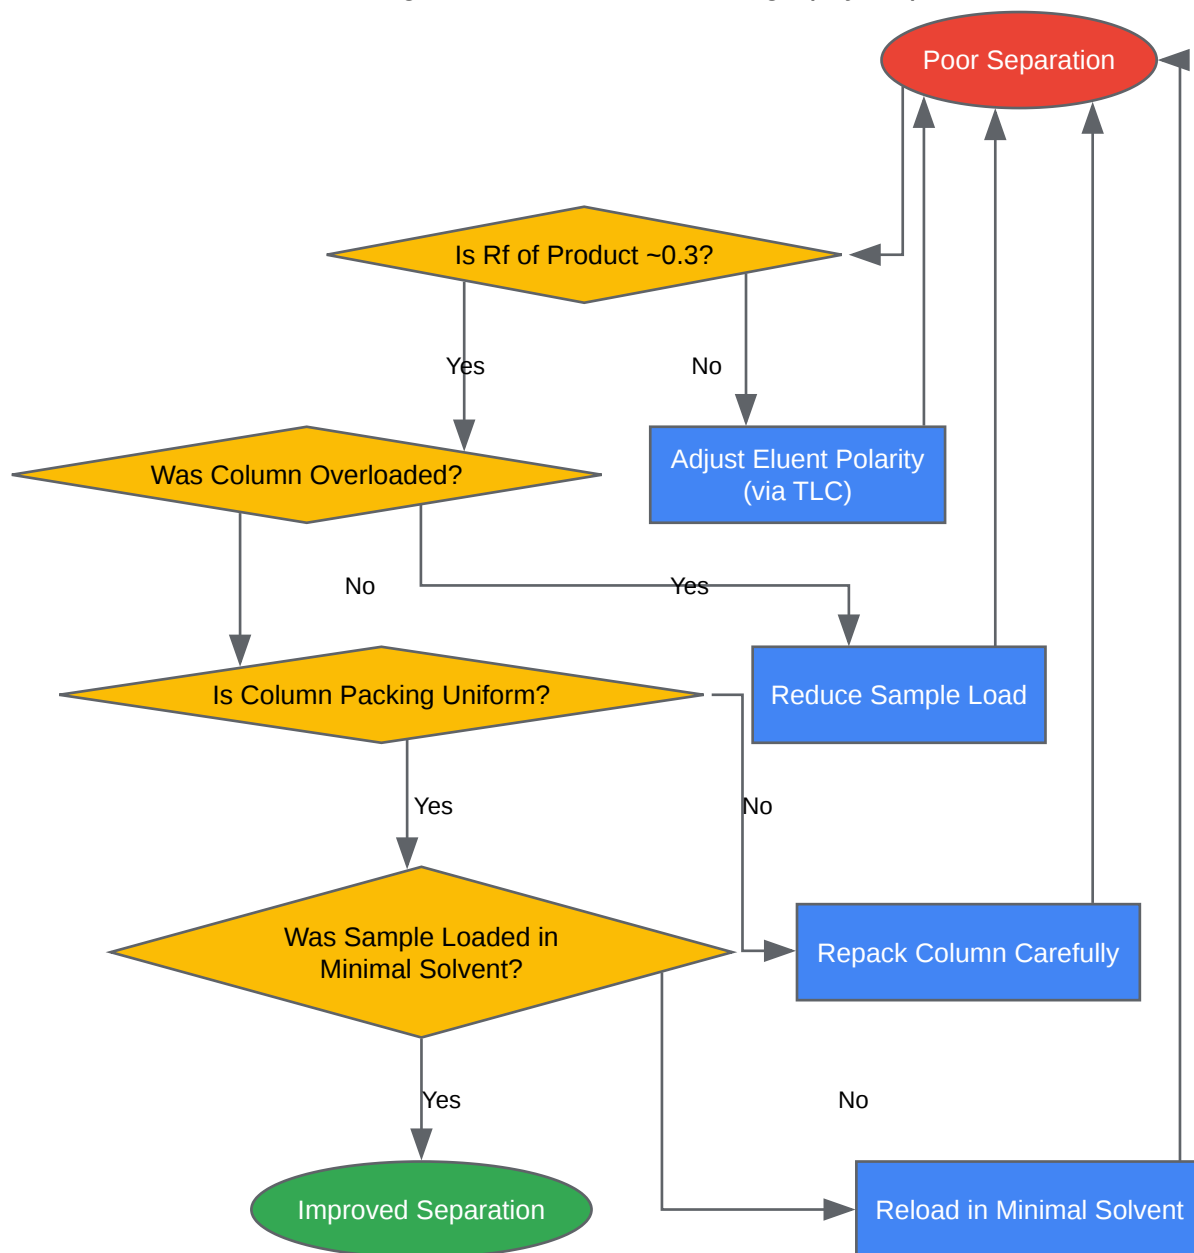 Poor Separation
Is Rf of Product ~0.3?
Yes
No
Was Column Overloaded?
Adjust Eluent Polarity
(via TLC)
No
Yes
Is Column Packing Uniform?
Reduce Sample Load
Yes
No
Was Sample Loaded in
Minimal Solvent?
Repack Column Carefully
Yes
No
Improved Separation
Reload in Minimal Solvent